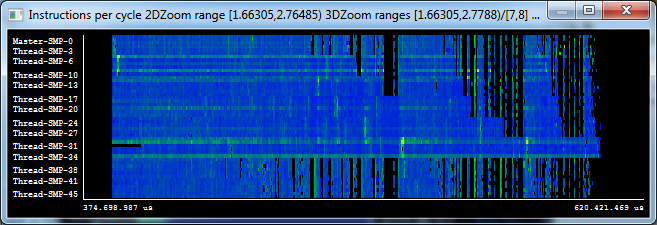 Instructions per cycle 2DZoom range [1.66305,2.76485) 3DZoom ranges [1.66305,2.7788)/[7,8] ...
Master-SMP-0
Thread-SMP-3
Thread-SMP-6
Thread-SMP-10
Thread-SMP-13
Thread-SMP-17
Thread-SMP-20
Thread-SMP-24
Thread-SMP-27
Thread-SMP-31
Thread-SMP-34
Thread-SMP-38
Thread-SMP-41
Thread-SMP-45
374.698.987 us
620.421.469 us